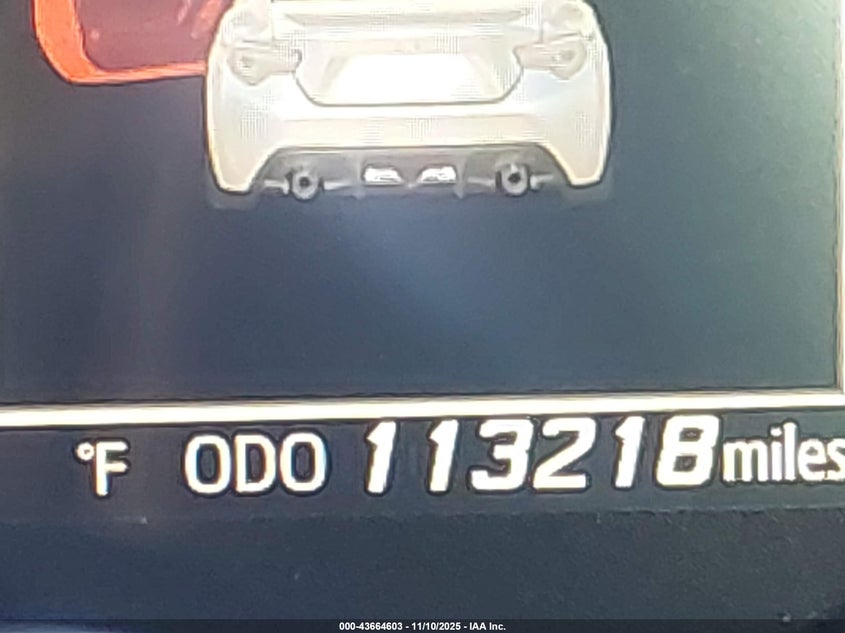 °F ODO 113218 miles
000-43664603 - 11/10/2025 - IAA Inc.